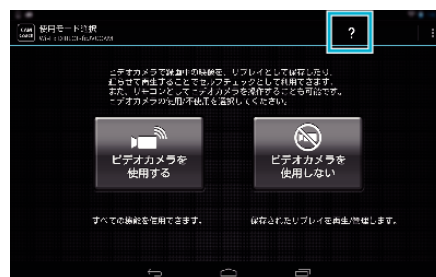 CAM COACH
使用モード選択
?
ビデオカメラで録画中の映像を、リプレイとして保存したり、
遅らせて再生することでセルフチェックとして利用できます。
また、リモコンとしてビデオカメラを操作することも可能です。
ビデオカメラの使用/不使用を選択してください。
ビデオカメラを
使用する
ビデオカメラを
使用しない
すべての機能を使用できます。
保存されたリプレイを再生/管理します。